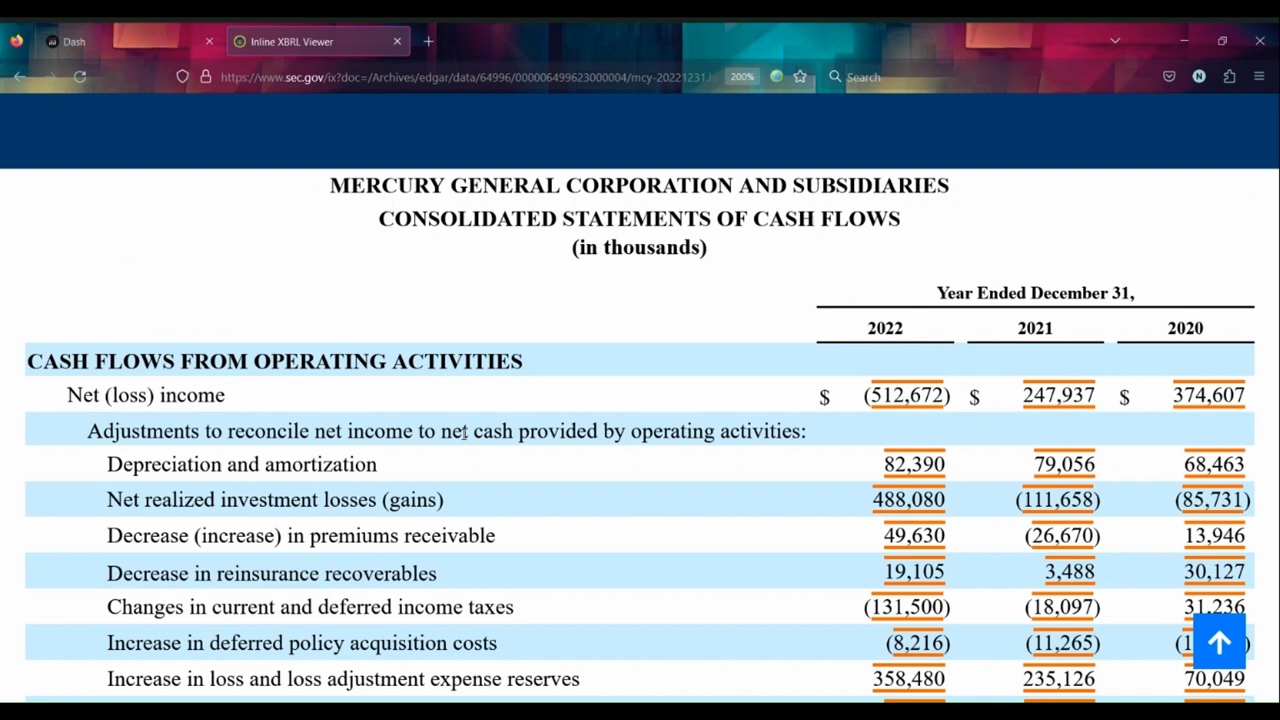 Dash
Inline XBRL Viewer
https://www.sec.gov/ix?doc=/Archives/edgar/data/64996/000006499623000004/mcy-20221231. 200% Search
MERCURY GENERAL CORPORATION AND SUBSIDIARIES
CONSOLIDATED STATEMENTS OF CASH FLOWS
(in thousands)
Year Ended December 31,
2022 2021 2020
CASH FLOWS FROM OPERATING ACTIVITIES
Net (loss) income $ (512,672) $ 247,937 $ 374,607
Adjustments to reconcile net income to net cash provided by operating activities:
Depreciation and amortization 82,390 79,056 68,463
Net realized investment losses (gains) 488,080 (111,658) (85,731)
Decrease (increase) in premiums receivable 49,630 (26,670) 13,946
Decrease in reinsurance recoverables 19,105 3,488 30,127
Changes in current and deferred income taxes (131,500) (18,097) 31,236
Increase in deferred policy acquisition costs (8,216) (11,265)
Increase in loss and loss adjustment expense reserves 358,480 235,126 70,049